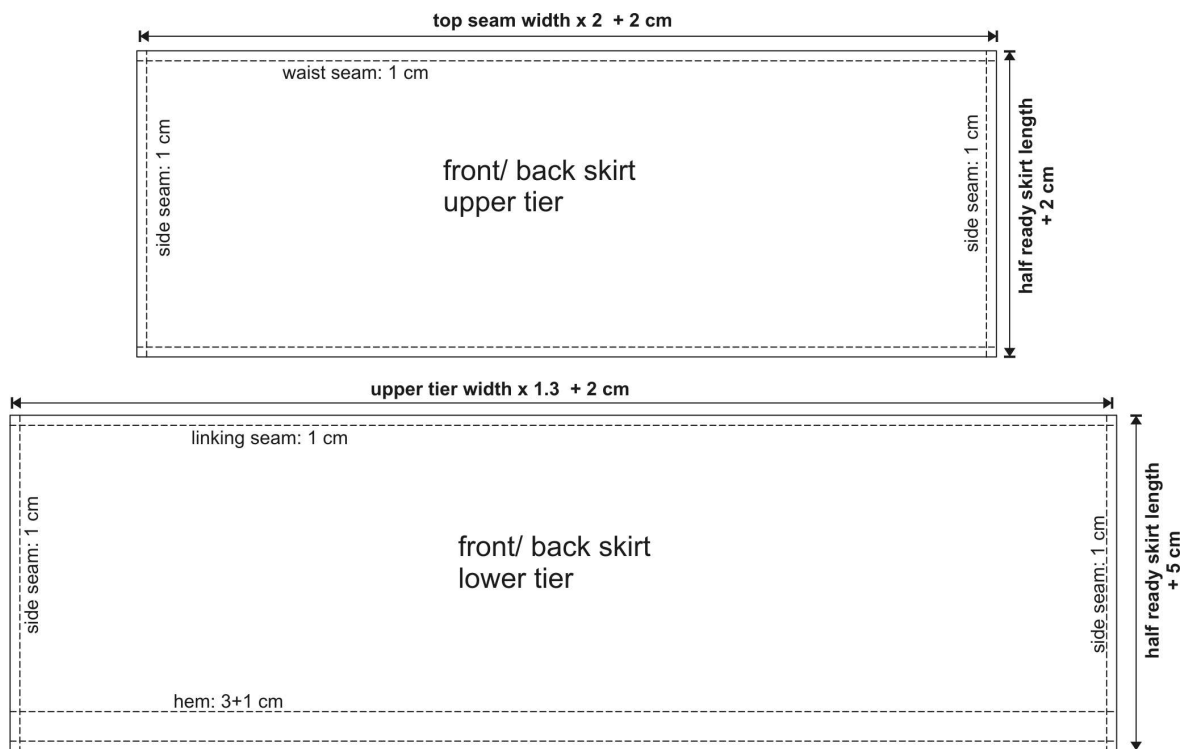 top seam width x 2 + 2 cm
waist seam: 1 cm
side seam: 1 cm
front/ back skirt
upper tier
side seam: 1 cm
half ready skirt length
+ 2 cm
upper tier width x 1.3 + 2 cm
linking seam: 1 cm
side seam: 1 cm
front/ back skirt
lower tier
side seam: 1 cm
half ready skirt length
+ 5 cm
hem: 3+1 cm